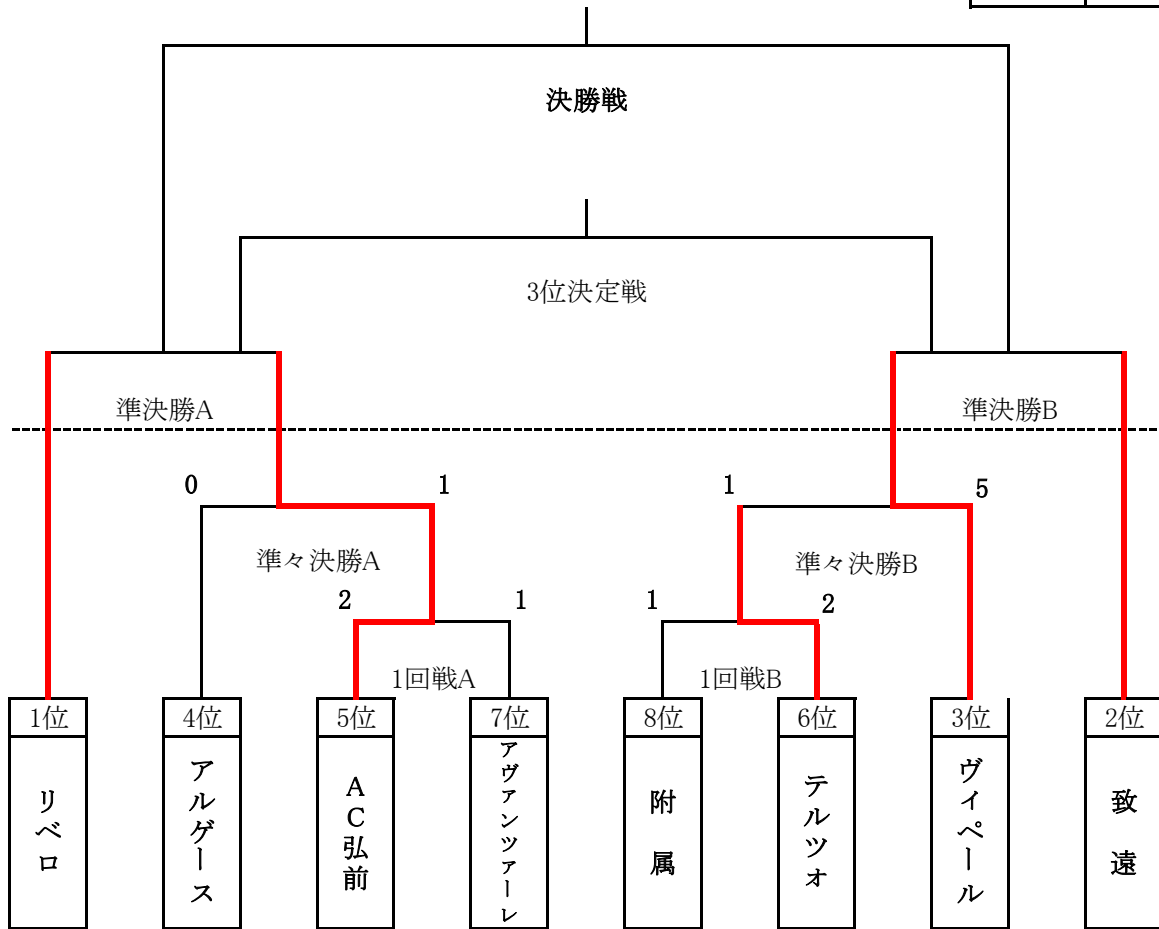 決勝戦
3位決定戦
準決勝A
準決勝B
0
1
1
5
準々決勝A
準々決勝B
2
1
1
2
1回戦A
1回戦B
1位
4位
5位
7位
8位
6位
3位
2位
リベロ
アルゲース
AC弘前
アヴァンツァーレ
附属
テルツオ
ヴィペール
致遠